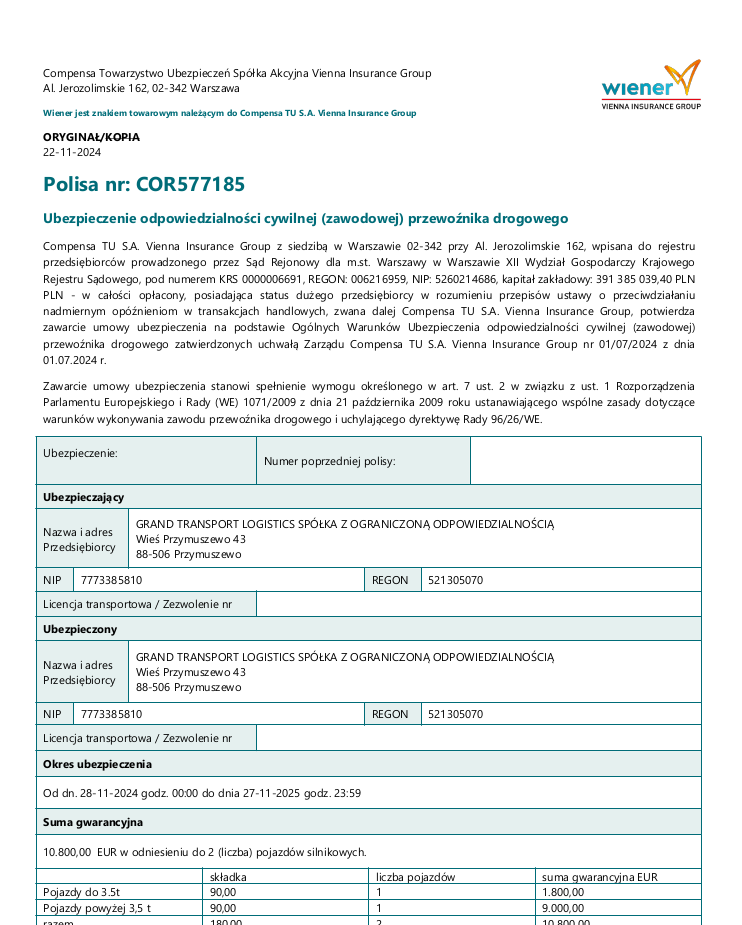 Compensa Towarzystwo Ubezpieczeń Spółka Akcyjna Vienna Insurance Group
Al. Jerozolimskie 162, 02-342 Warszawa
wiener
VIENNA INSURANCE GROUP
Wiener jest znakiem towarowym należącym do Compensa TU S.A. Vienna Insurance Group
ORYGINAŁ/KOPIA
22-11-2024
Polisa nr: COR577185
Ubezpieczenie odpowiedzialności cywilnej (zawodowej) przewoźnika drogowego
Compensa TU S.A. Vienna Insurance Group z siedzibą w Warszawie 02-342 przy Al. Jerozolimskie 162, wpisana do rejestru
przedsiębiorców prowadzonego przez Sąd Rejonowy dla m.st. Warszawy w Warszawie XII Wydział Gospodarczy Krajowego
Rejestru Sądowego, pod numerem KRS 0000006691, REGON: 006216959, NIP: 5260214686, kapitał zakładowy: 391 385 039,40 PLN
PLN - w całości opłacony, posiadająca status dużego przedsiębiorcy w rozumieniu przepisów ustawy o przeciwdziałaniu
nadmiernym opóźnieniom w transakcjach handlowych, zwana dalej Compensa TU S.A. Vienna Insurance Group, potwierdza
zawarcie umowy ubezpieczenia na podstawie Ogólnych Warunków Ubezpieczenia odpowiedzialności cywilnej (zawodowej)
przewoźnika drogowego zatwierdzonych uchwałą Zarządu Compensa TU S.A. Vienna Insurance Group nr 01/07/2024 z dnia
01.07.2024 r.
Zawarcie umowy ubezpieczenia stanowi spełnienie wymogu określonego w art. 7 ust. 2 w związku z ust. 1 Rozporządzenia
Parlamentu Europejskiego i Rady (WE) 1071/2009 z dnia 21 października 2009 roku ustanawiającego wspólne zasady dotyczące
warunków wykonywania zawodu przewoźnika drogowego i uchylającego dyrektywę Rady 96/26/WE.
Ubezpieczenie:
Numer poprzedniej polisy:
Ubezpieczający
Nazwa i adres
Przedsiębiorcy
GRAND TRANSPORT LOGISTICS SPÓŁKA Z OGRANICZONĄ ODPOWIEDZIALNOŚCIĄ
Wieś Przymuszewo 43
88-506 Przymuszewo
NIP 7773385810 REGON 521305070
Licencja transportowa / Zezwolenie nr
Ubezpieczony
Nazwa i adres
Przedsiębiorcy
GRAND TRANSPORT LOGISTICS SPÓŁKA Z OGRANICZONĄ ODPOWIEDZIALNOŚCIĄ
Wieś Przymuszewo 43
88-506 Przymuszewo
NIP 7773385810 REGON 521305070
Licencja transportowa / Zezwolenie nr
Okres ubezpieczenia
Od dn. 28-11-2024 godz. 00:00 do dnia 27-11-2025 godz. 23:59
Suma gwarancyjna
10.800,00 EUR w odniesieniu do 2 (liczba) pojazdów silnikowych.
składka liczba pojazdów suma gwarancyjna EUR
Pojazdy do 3.5t 90,00 1 1.800,00
Pojazdy powyżej 3,5 t 90,00 1 9.000,00
razem 180,00 2 10.800,00